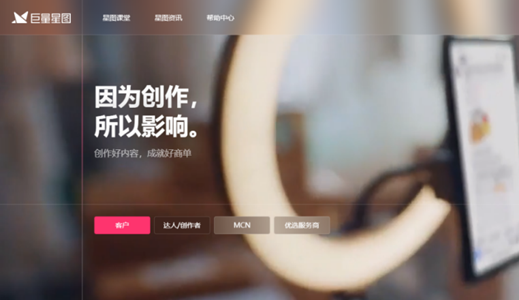 巨量星图
星图课堂 星图资讯 帮助中心
因为创作，
所以影响。
创作好内容，成就好商单
客户 达人/创作者 MCN 优选服务商